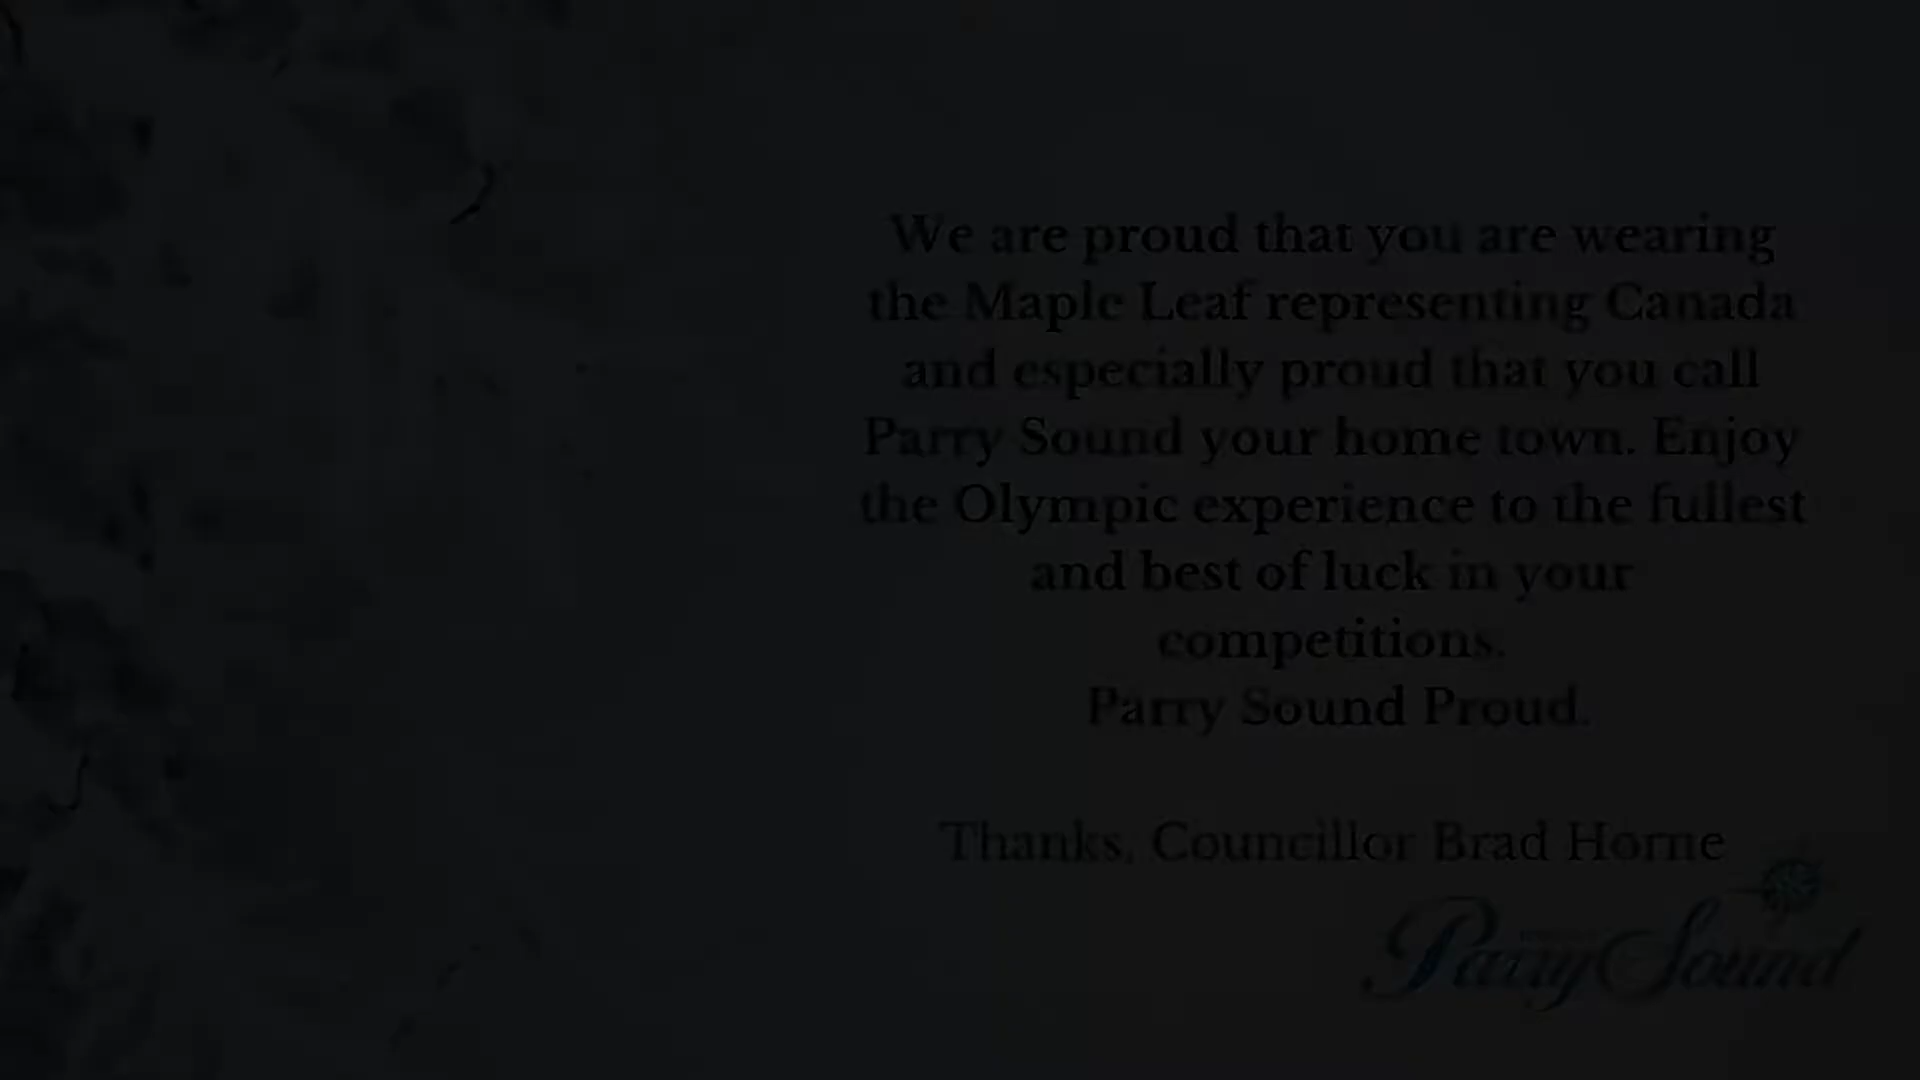 We are proud that you are wearing
the Maple Leaf representing Canada
and especially proud that you call
Parry Sound your home town. Enjoy
the Olympic experience to the fullest
and best of luck in your
competitions.
Parry Sound Proud.
Thanks, Councillor Brad Horne
Parry Sound